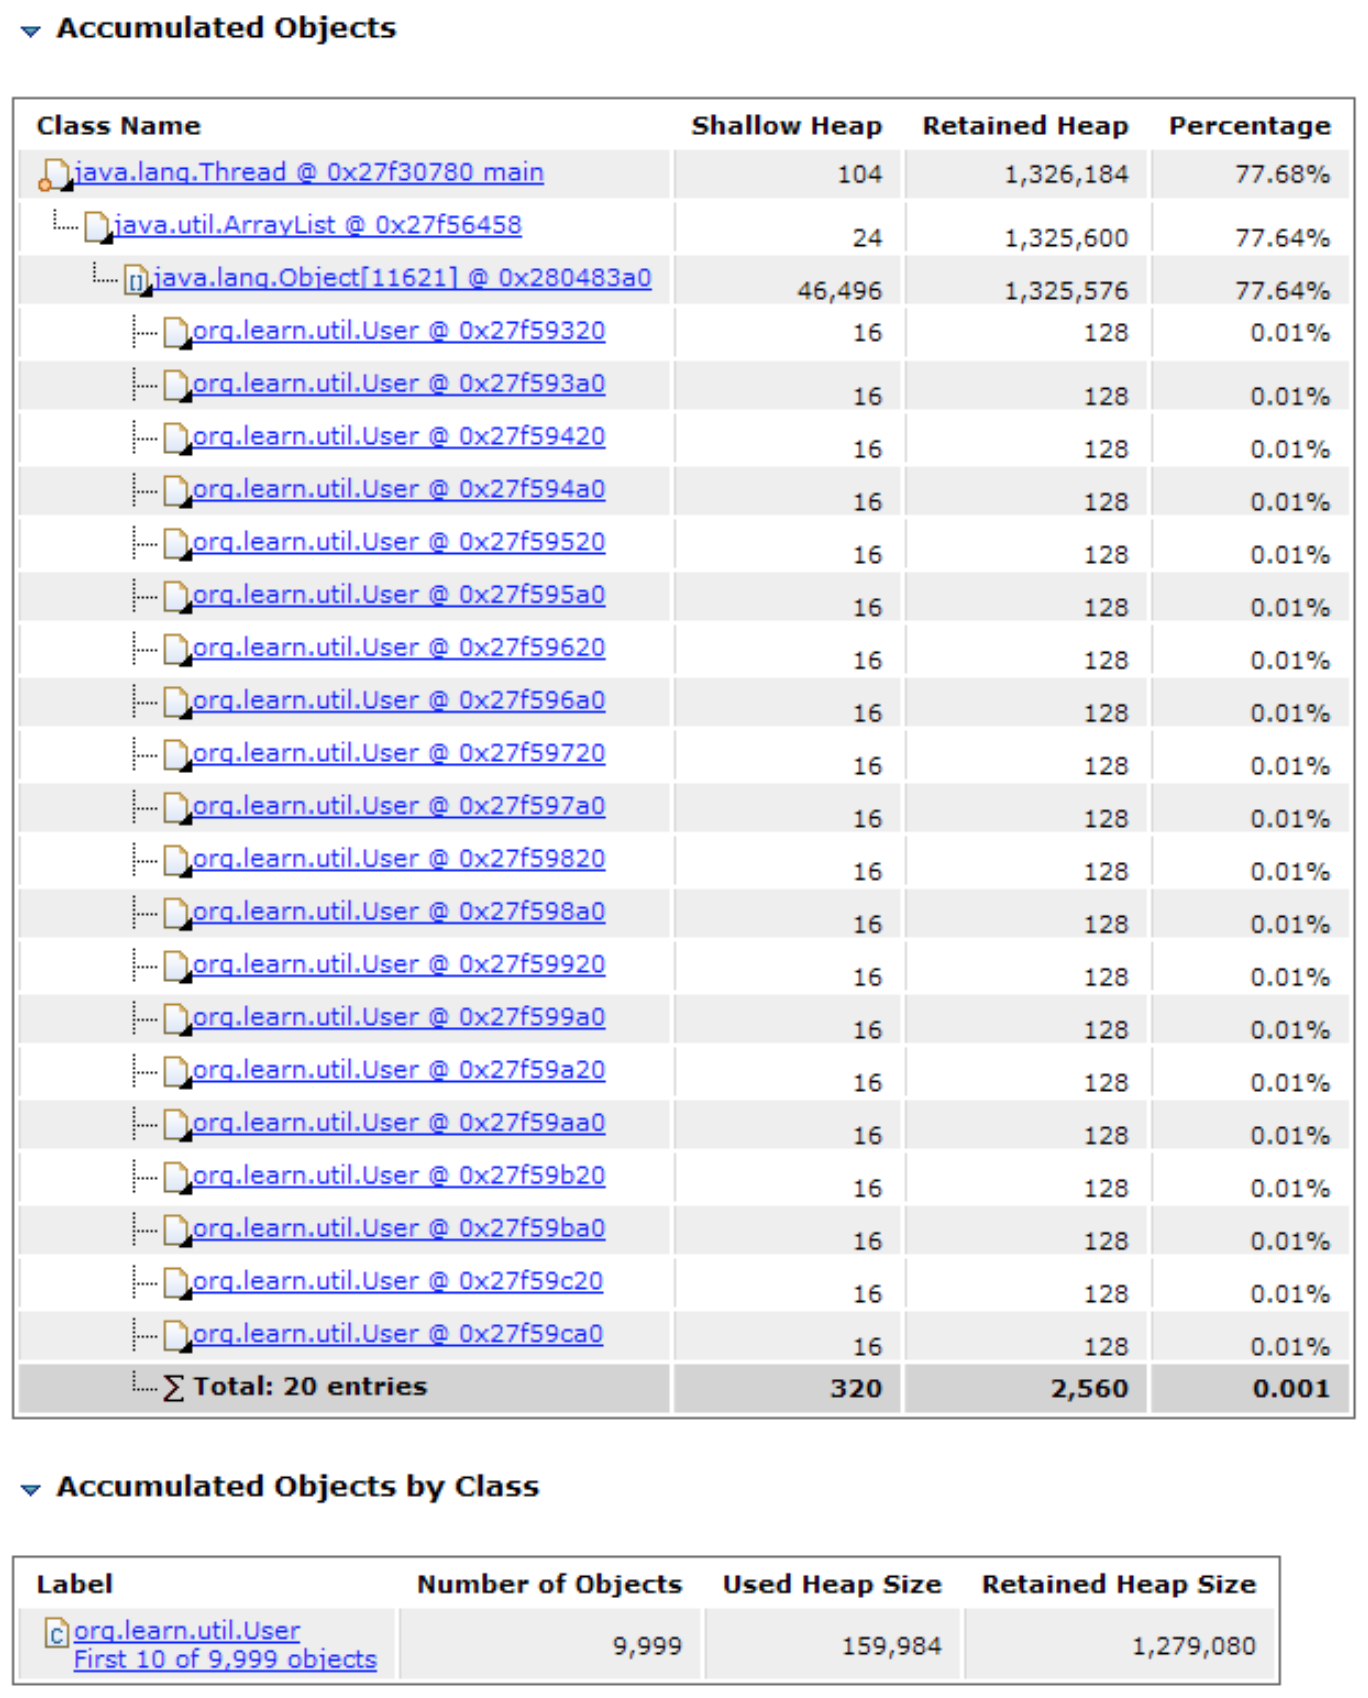 Accumulated Objects
Class Name Shallow Heap Retained Heap Percentage
java.lang.Thread @ 0x27f30780 main 104 1,326,184 77.68%
java.util.ArrayList @ 0x27f56458 24 1,325,600 77.64%
java.lang.Object[11621] @ 0x280483a0 46,496 1,325,576 77.64%
org.learn.util.User @ 0x27f59320 16 128 0.01%
org.learn.util.User @ 0x27f593a0 16 128 0.01%
org.learn.util.User @ 0x27f59420 16 128 0.01%
org.learn.util.User @ 0x27f594a0 16 128 0.01%
org.learn.util.User @ 0x27f59520 16 128 0.01%
org.learn.util.User @ 0x27f595a0 16 128 0.01%
org.learn.util.User @ 0x27f59620 16 128 0.01%
org.learn.util.User @ 0x27f596a0 16 128 0.01%
org.learn.util.User @ 0x27f59720 16 128 0.01%
org.learn.util.User @ 0x27f597a0 16 128 0.01%
org.learn.util.User @ 0x27f59820 16 128 0.01%
org.learn.util.User @ 0x27f598a0 16 128 0.01%
org.learn.util.User @ 0x27f59920 16 128 0.01%
org.learn.util.User @ 0x27f599a0 16 128 0.01%
org.learn.util.User @ 0x27f59a20 16 128 0.01%
org.learn.util.User @ 0x27f59aa0 16 128 0.01%
org.learn.util.User @ 0x27f59b20 16 128 0.01%
org.learn.util.User @ 0x27f59ba0 16 128 0.01%
org.learn.util.User @ 0x27f59c20 16 128 0.01%
org.learn.util.User @ 0x27f59ca0 16 128 0.01%
∑ Total: 20 entries 320 2,560 0.001
Accumulated Objects by Class
Label Number of Objects Used Heap Size Retained Heap Size
org.learn.util.User
First 10 of 9,999 objects 9,999 159,984 1,279,080